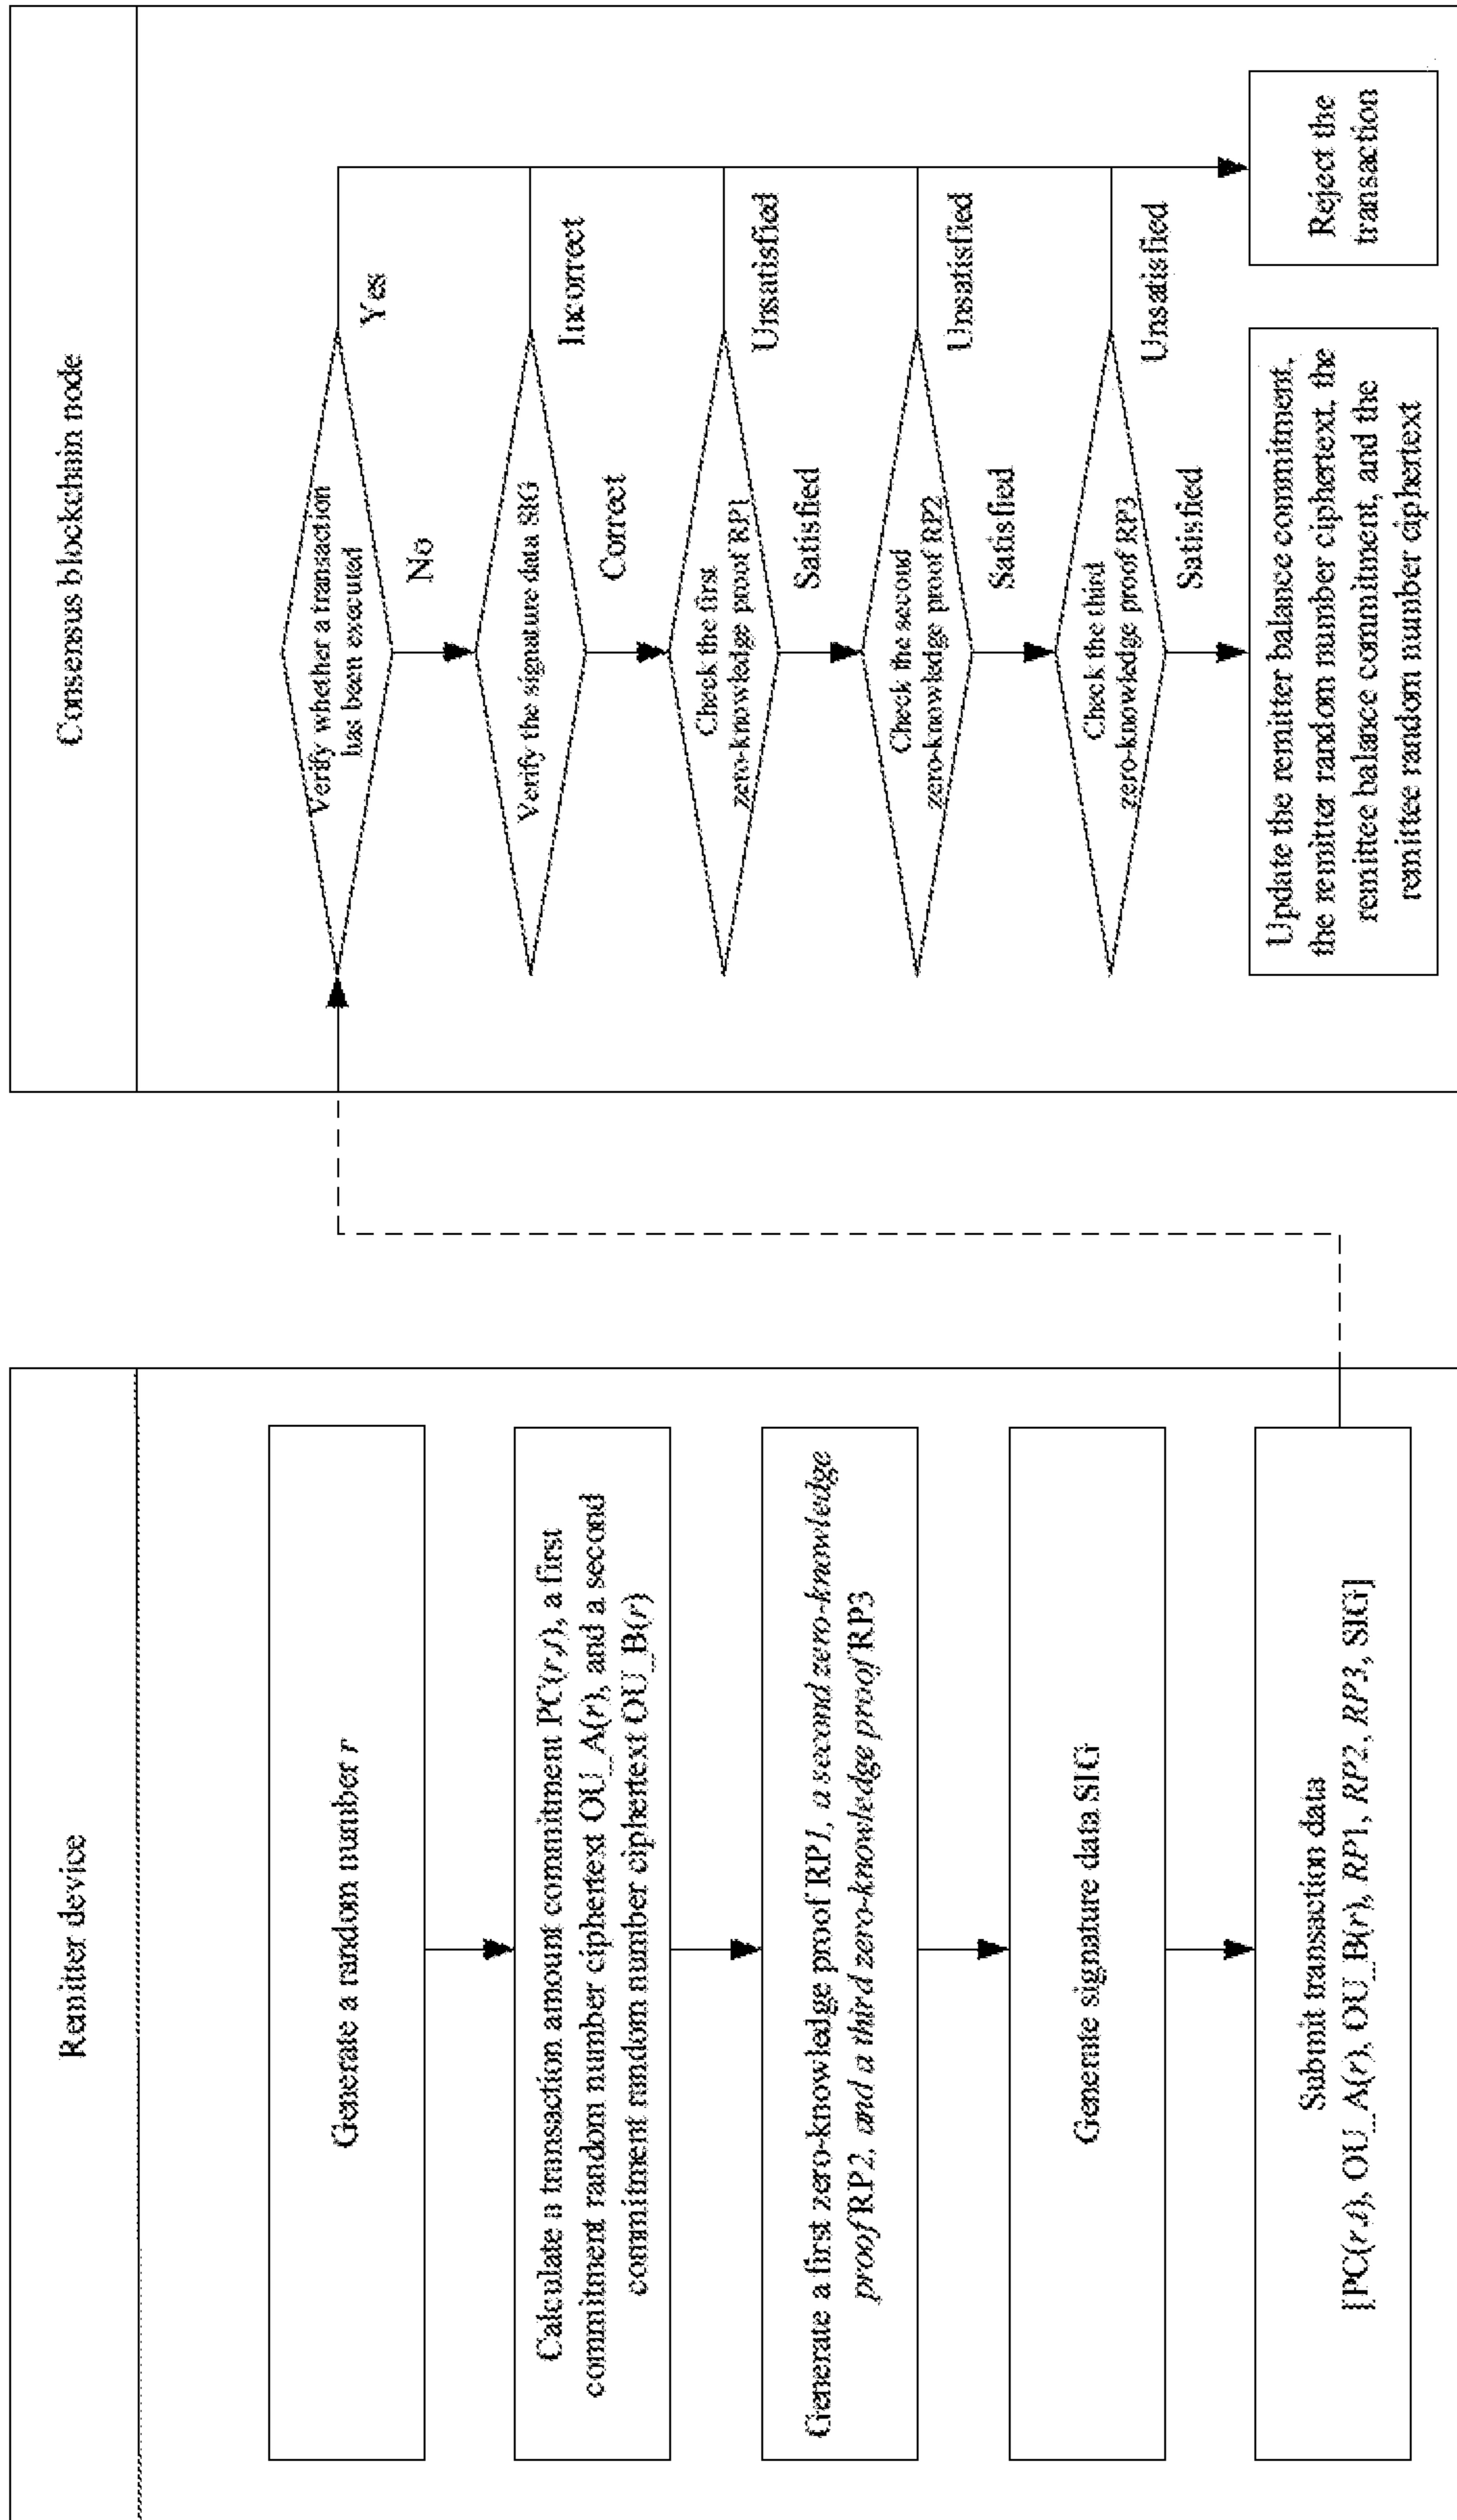 Remitter device
Generate a random number r
Calculate a transaction amount commitment PC(r,t), a first
commitment random number ciphertext OU_A(r), and a second
commitment random number ciphertext OU_B(r)
Generate a first zero-knowledge proof RP1, a second zero-knowledge
proof RP2, and a third zero-knowledge proof RP3
Generate signature data SIG
Submit transaction data
[PC(r,t), OU_A(r), OU_B(r), RP1, RP2, RP3, SIG]
Consensus blockchain node
Verify whether a transaction
has been executed
Yes
No
Verify the signature data SIG
Incorrect
Correct
Check the first
zero-knowledge proof RP1
Unsatisfied
Satisfied
Check the second
zero-knowledge proof RP2
Unsatisfied
Satisfied
Check the third
zero-knowledge proof RP3
Unsatisfied
Satisfied
Update the remitter balance commitment,
the remitter random number ciphertext, the
remittee balance commitment, and the
remittee random number ciphertext
Reject the
transaction